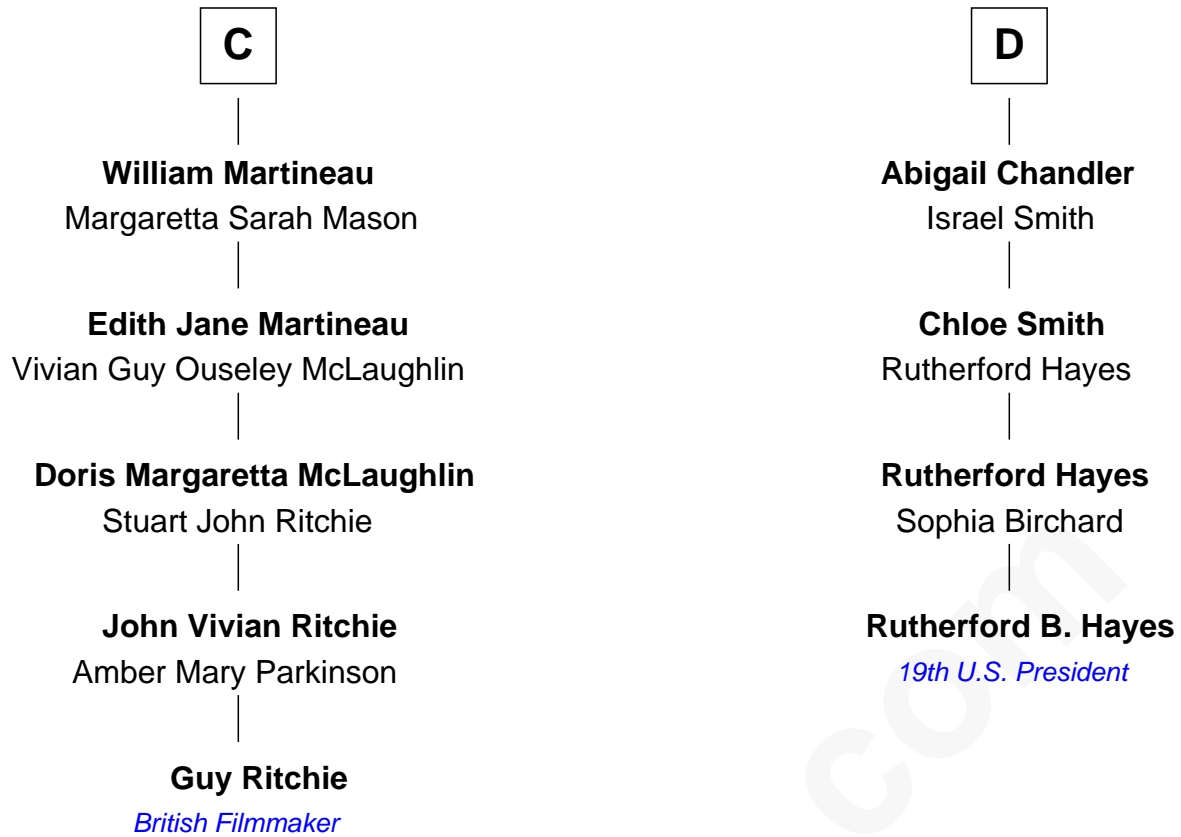 C
William Martineau
Margaretta Sarah Mason
Edith Jane Martineau
Vivian Guy Ouseley McLaughlin
Doris Margaretta McLaughlin
Stuart John Ritchie
John Vivian Ritchie
Amber Mary Parkinson
Guy Ritchie
British Filmmaker
D
Abigail Chandler
Israel Smith
Chloe Smith
Rutherford Hayes
Rutherford Hayes
Sophia Birchard
Rutherford B. Hayes
19th U.S. President
com